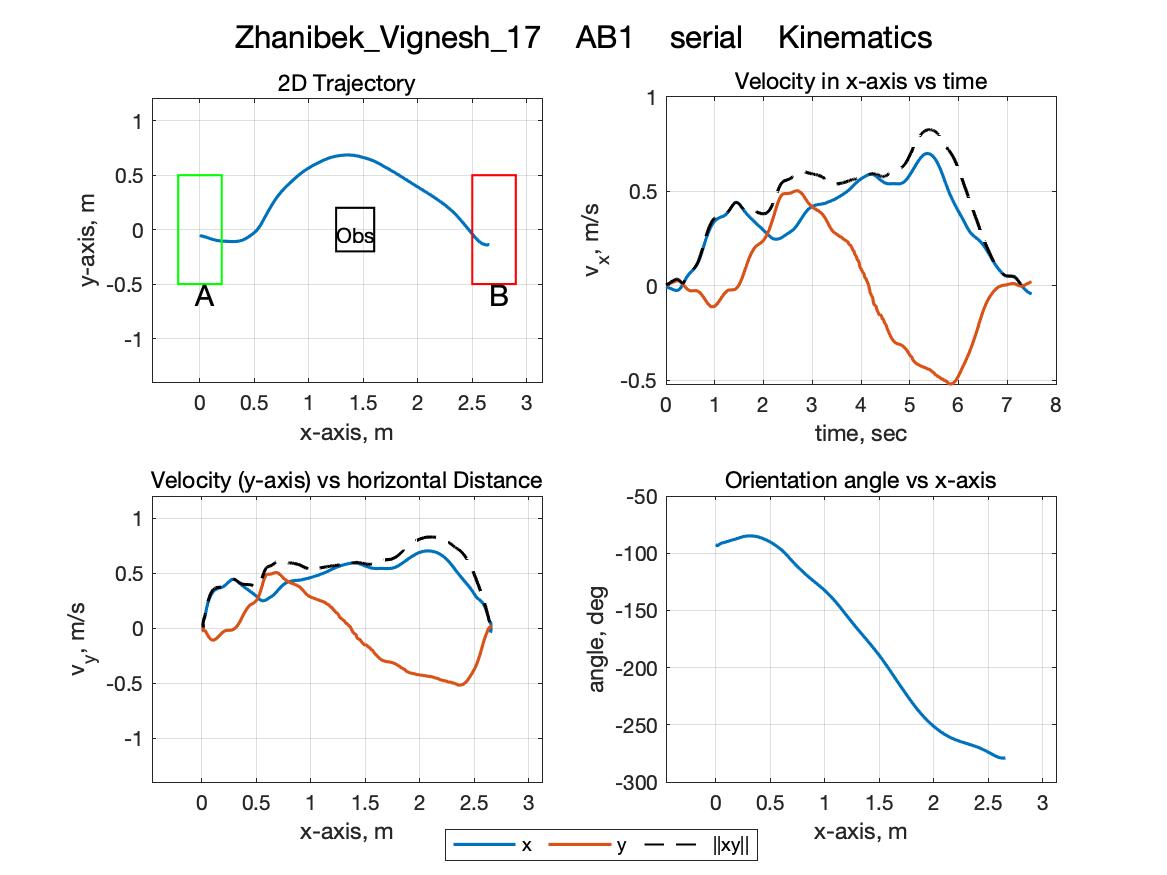 Zhanibek_Vignesh_17 AB1 serial Kinematics
2D Trajectory
1
0.5
0
-0.5
-1
y-axis, m
Obs
A
B
0 0.5 1 1.5 2 2.5 3
x-axis, m
Velocity in x-axis vs time
1
0.5
0
-0.5
v_x, m/s
0 1 2 3 4 5 6 7 8
time, sec
Velocity (y-axis) vs horizontal Distance
1
0.5
0
-0.5
-1
v_y, m/s
0 0.5 1 1.5 2 2.5 3
x-axis, m
Orientation angle vs x-axis
-50
-100
-150
-200
-250
-300
angle, deg
0 0.5 1 1.5 2 2.5 3
x-axis, m
x y ||xy||